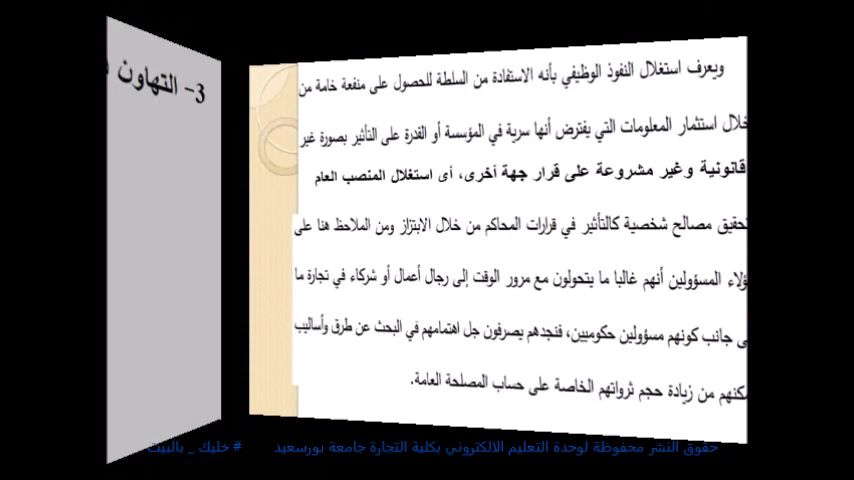 ويعرف استغلال النفوذ الوظيفي بأنه الاستفادة من السلطة للحصول على منفعة خامة من
خلال استثمار المعلومات التي يفترض أنها سرية في المؤسسة أو القدرة على التأثير بصورة غير
قانونية وغير مشروعة على قرار جهة أخرى، أى استغلال المنصب العام
تحقيق مصالح شخصية كالتأثير في قرارات المحاكم من خلال الابتزاز ومن الملاحظ هنا على
المسؤولين أنهم غالبا ما يتحولون مع مرور الوقت إلى رجال أعمال أو شركاء في تجارة ما
جانب كونهم مسؤولين حكوميين، فنجدهم يصرفون جل اهتمامهم في البحث عن طرق وأساليب
من زيادة حجم ثرواتهم الخاصة على حساب المصلحة العامة.
3- التهاون
حقوق النشر محفوظة لوحدة التعليم الالكتروني بكلية التجارة جامعة بورسعيد # خليك _ بالبيت